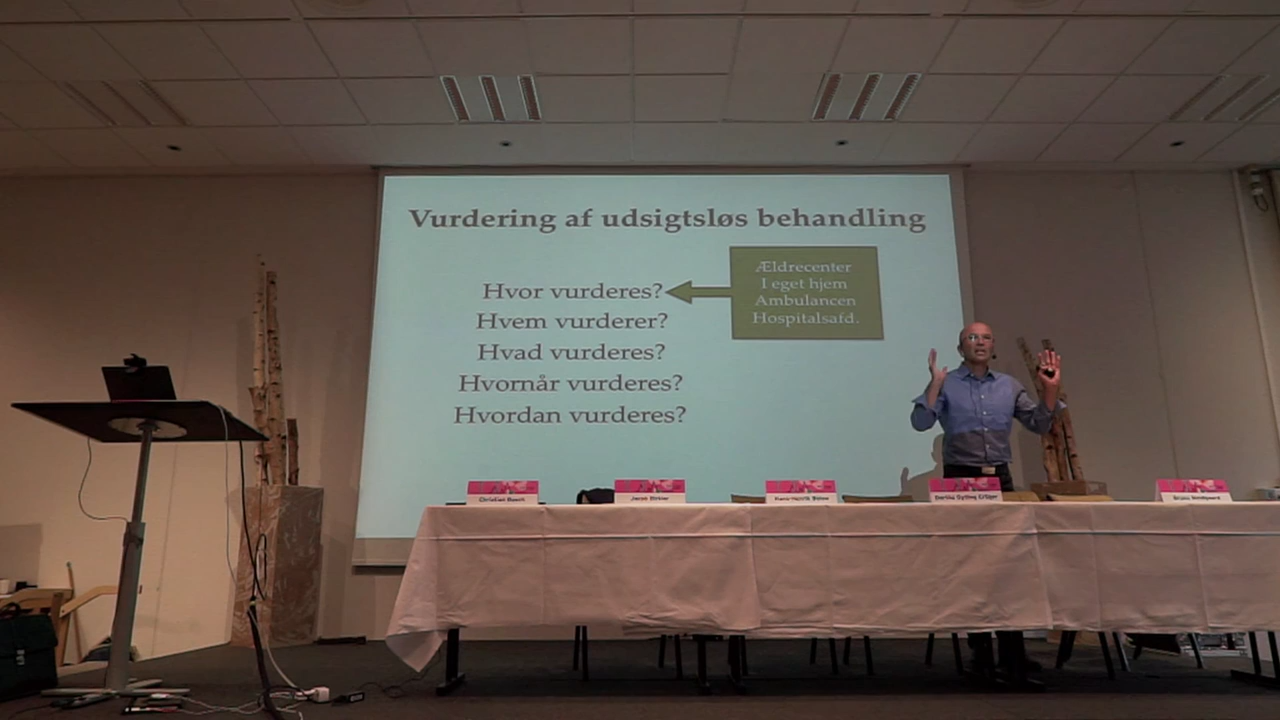 Vurdering af udsigtsløs behandling
Hvor vurderes?
Hvem vurderer?
Hvad vurderes?
Hvornår vurderes?
Hvordan vurderes?
Ældrecenter
I eget hjem
Ambulancen
Hospitalsafd.